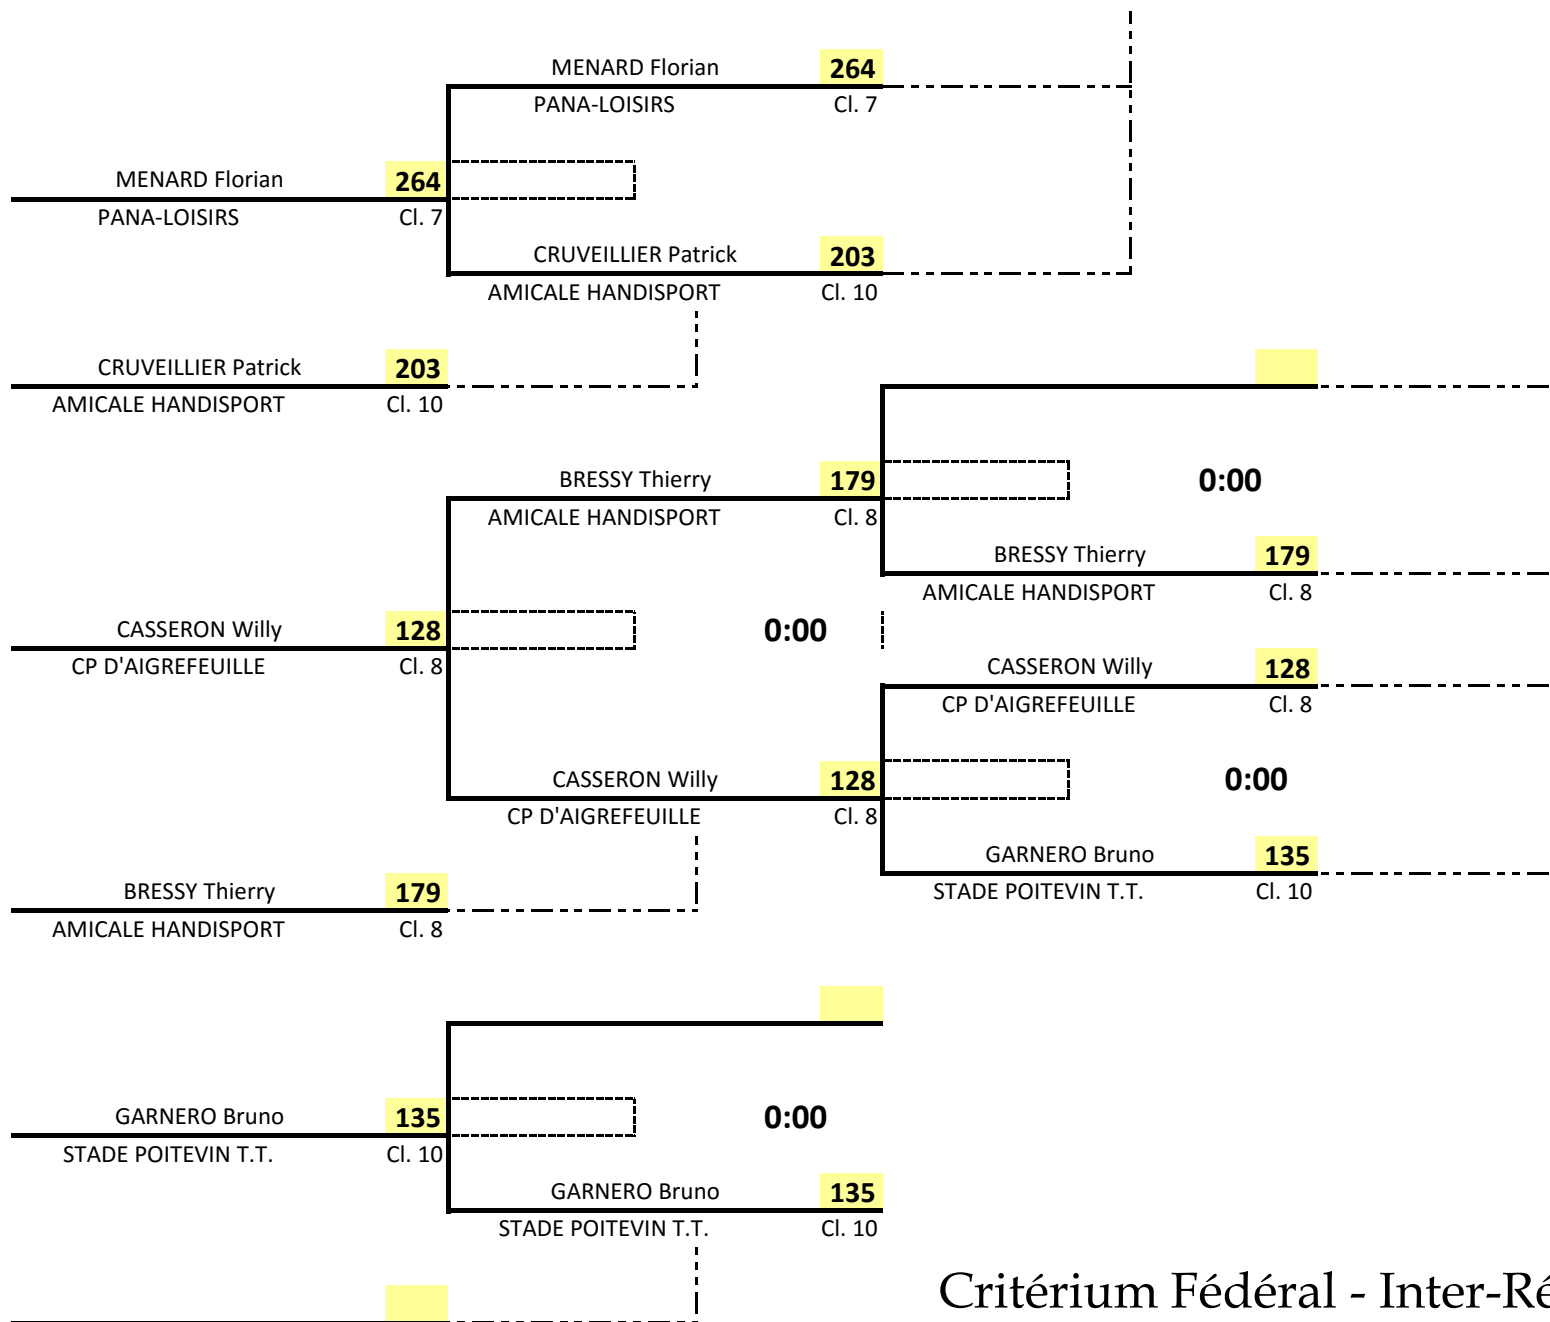 MENARD Florian 264
PANA-LOISIRS Cl. 7
MENARD Florian 264
PANA-LOISIRS Cl. 7
CRUVEILLIER Patrick 203
AMICALE HANDISPORT Cl. 10
CRUVEILLIER Patrick 203
AMICALE HANDISPORT Cl. 10
BRESSY Thierry 179 0:00
AMICALE HANDISPORT Cl. 8
BRESSY Thierry 179
AMICALE HANDISPORT Cl. 8
CASSERON Willy 128 0:00
CP D'AIGREFEUILLE Cl. 8
CASSERON Willy 128
CP D'AIGREFEUILLE Cl. 8
CASSERON Willy 128 0:00
CP D'AIGREFEUILLE Cl. 8
GARNERO Bruno 135
STADE POITEVIN T.T. Cl. 10
BRESSY Thierry 179
AMICALE HANDISPORT Cl. 8
GARNERO Bruno 135 0:00
STADE POITEVIN T.T. Cl. 10
GARNERO Bruno 135
STADE POITEVIN T.T. Cl. 10
Critérium Fédéral - Inter-Ré